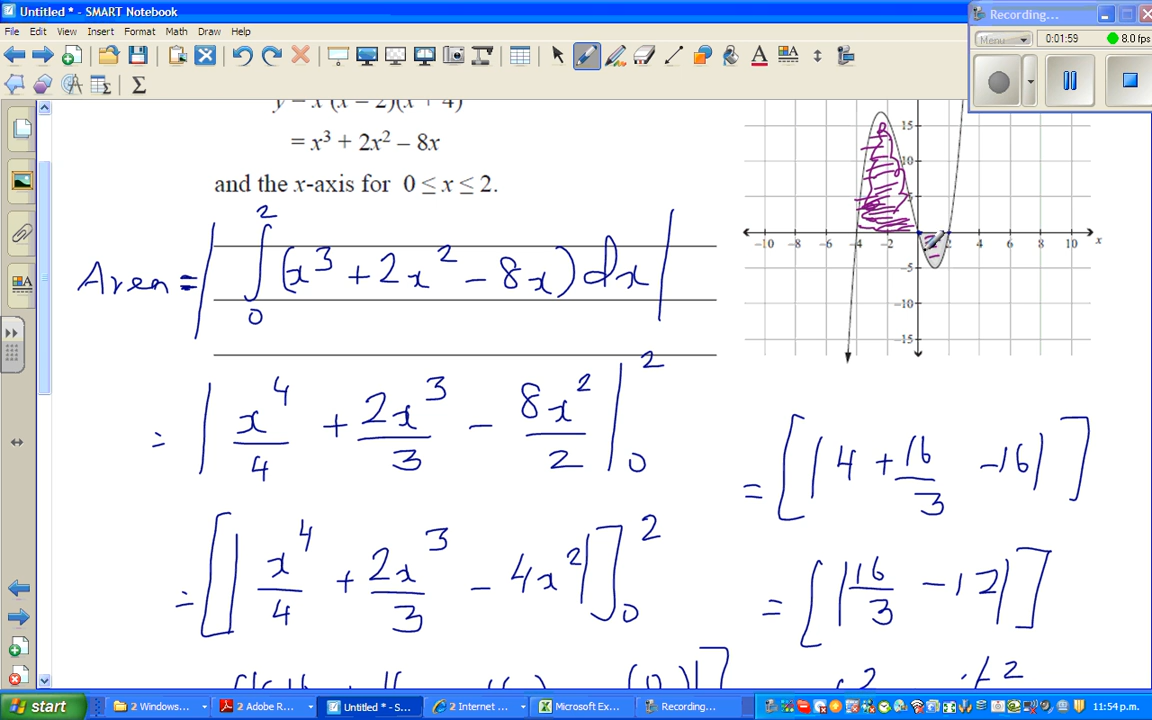 Untitled * - SMART Notebook
Recording...
File Edit View Insert Format Math Draw Help
Menu 0:01:59 8.0 fps
y = x (x − 2)(x + 4)
= x³ + 2x² − 8x
and the x-axis for 0 ≤ x ≤ 2.
Area = | ∫₀² (x³ + 2x² − 8x) dx |
= | x⁴/4 + 2x³/3 − 8x²/2 |₀²
= [ | x⁴/4 + 2x³/3 − 4x² | ]₀²
15
10
5
−10 −8 −6 −4 −2 2 4 6 8 10 x
−5
−10
−15
= [ | 4 + 16/3 − 16 | ]
= [ | 16/3 − 12 | ]
start 2 Windows... 2 Adobe R... Untitled * - S... 2 Internet ... Microsoft Ex... Recording... 11:54 p.m.